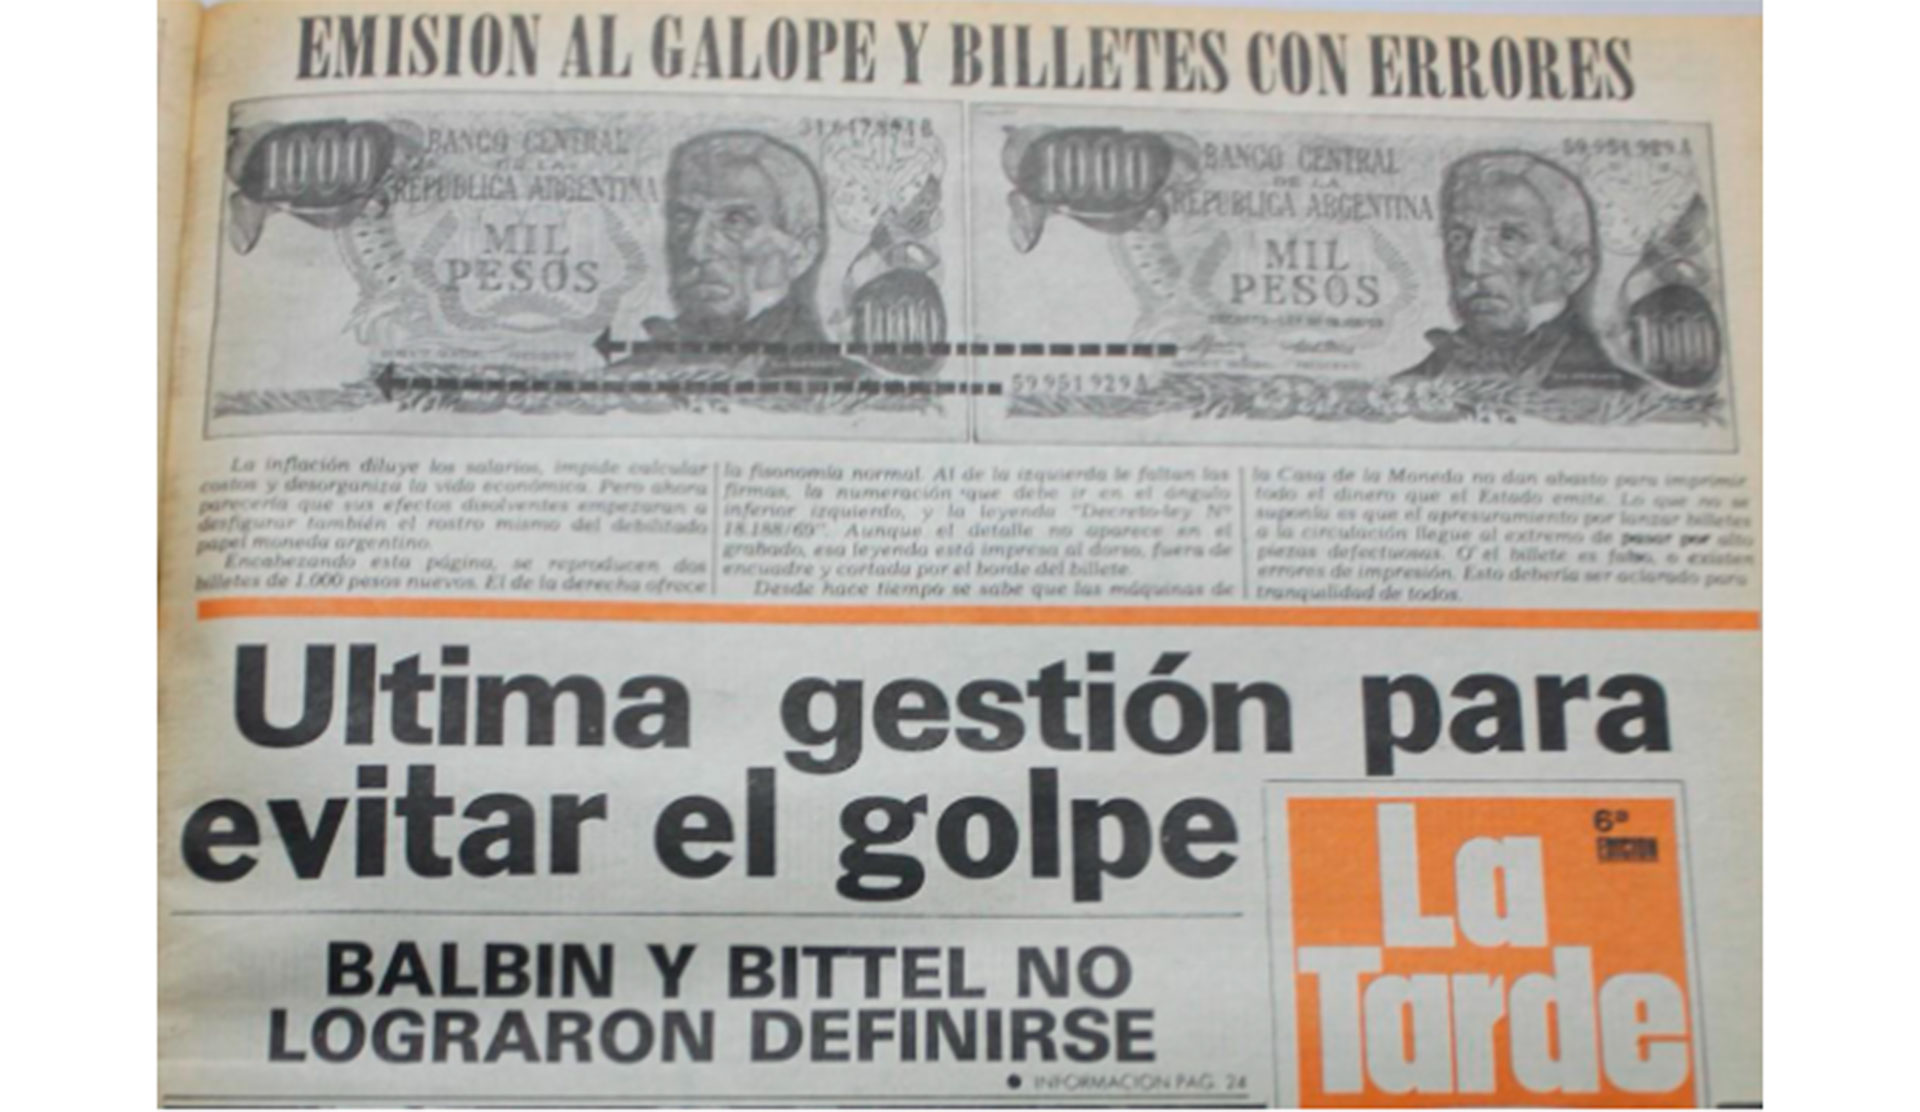 EMISION AL GALOPE Y BILLETES CON ERRORES
1000
BANCO CENTRAL
DE LA
REPUBLICA ARGENTINA
MIL
PESOS
1000
1000
59.951.929A
BANCO CENTRAL
DE LA
REPUBLICA ARGENTINA
MIL
PESOS
1000
59.951.929A
La inflación diluye los salarios, impide calcular
costos y desorganiza la vida económica. Pero ahora
parecería que sus efectos disolventes empezaran a
desfigurar también el rostro mismo del debilitado
papel moneda argentino.
Encabezando esta página, se reproducen dos
billetes de 1.000 pesos nuevos. El de la derecha ofrece
la fisonomía normal. Al de la izquierda le faltan las
firmas, la numeración que debe ir en el ángulo
inferior izquierdo, y la leyenda "Decreto-ley Nº
18.188/69". Aunque el detalle no aparece en el
grabado, esa leyenda está impresa al dorso, fuera de
encuadre y cortada por el borde del billete.
Desde hace tiempo se sabe que las máquinas de
la Casa de la Moneda no dan abasto para imprimir
todo el dinero que el Estado emite. Lo que no se
suponía es que el apresuramiento por lanzar billetes
a la circulación llegue al extremo de pasar por alto
piezas defectuosas. O el billete es falso, o existen
errores de impresión. Esto debería ser aclarado para
tranquilidad de todos.
Ultima gestión para
evitar el golpe
BALBIN Y BITTEL NO
LOGRARON DEFINIRSE
● INFORMACION PAG. 24
6ª
EDICION
La
Tarde